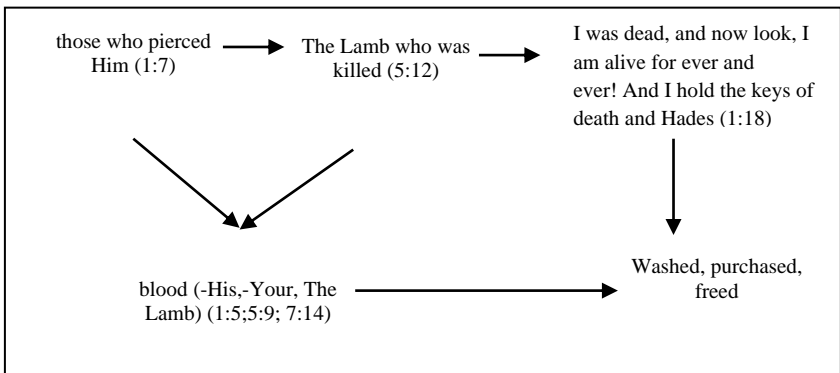 those who pierced
Him (1:7)
The Lamb who was
killed (5:12)
I was dead, and now look, I
am alive for ever and
ever! And I hold the keys of
death and Hades (1:18)
blood (-His,-Your, The
Lamb) (1:5;5:9; 7:14)
Washed, purchased,
freed